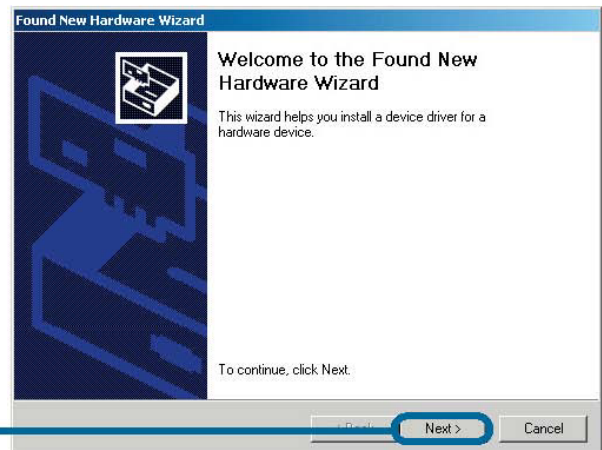 Found New Hardware Wizard
Welcome to the Found New
Hardware Wizard
This wizard helps you install a device driver for a
hardware device.
To continue, click Next.
< Back
Next >
Cancel